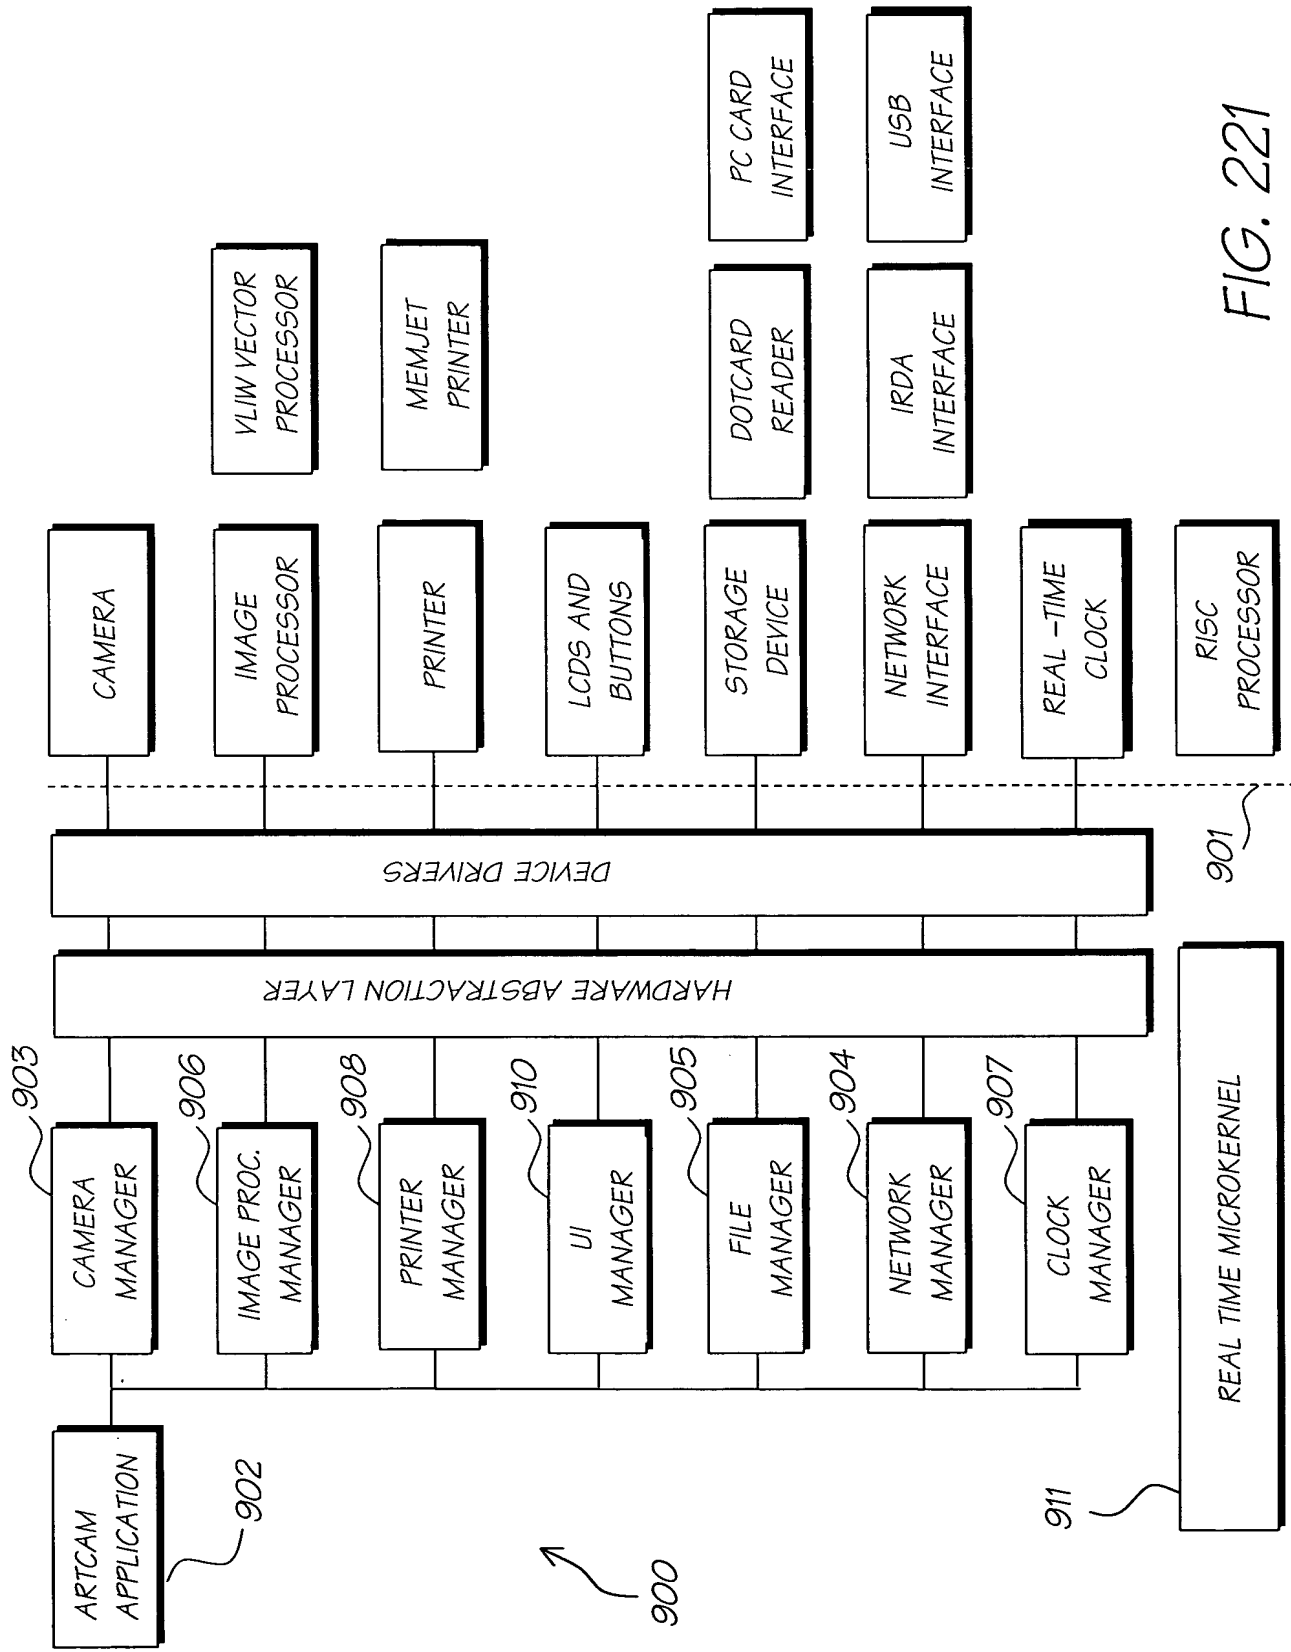 ARTCAM
APPLICATION
902
900
CAMERA
MANAGER
903
IMAGE PROC.
MANAGER
906
PRINTER
MANAGER
908
UI
MANAGER
910
FILE
MANAGER
905
NETWORK
MANAGER
904
CLOCK
MANAGER
907
REAL TIME MICROKERNEL
911
HARDWARE ABSTRACTION LAYER
DEVICE DRIVERS
901
CAMERA
IMAGE
PROCESSOR
VLIW VECTOR
PROCESSOR
PRINTER
MEMJET
PRINTER
LCDS AND
BUTTONS
STORAGE
DEVICE
DOTCARD
READER
PC CARD
INTERFACE
NETWORK
INTERFACE
IRDA
INTERFACE
USB
INTERFACE
REAL -TIME
CLOCK
RISC
PROCESSOR
FIG. 221